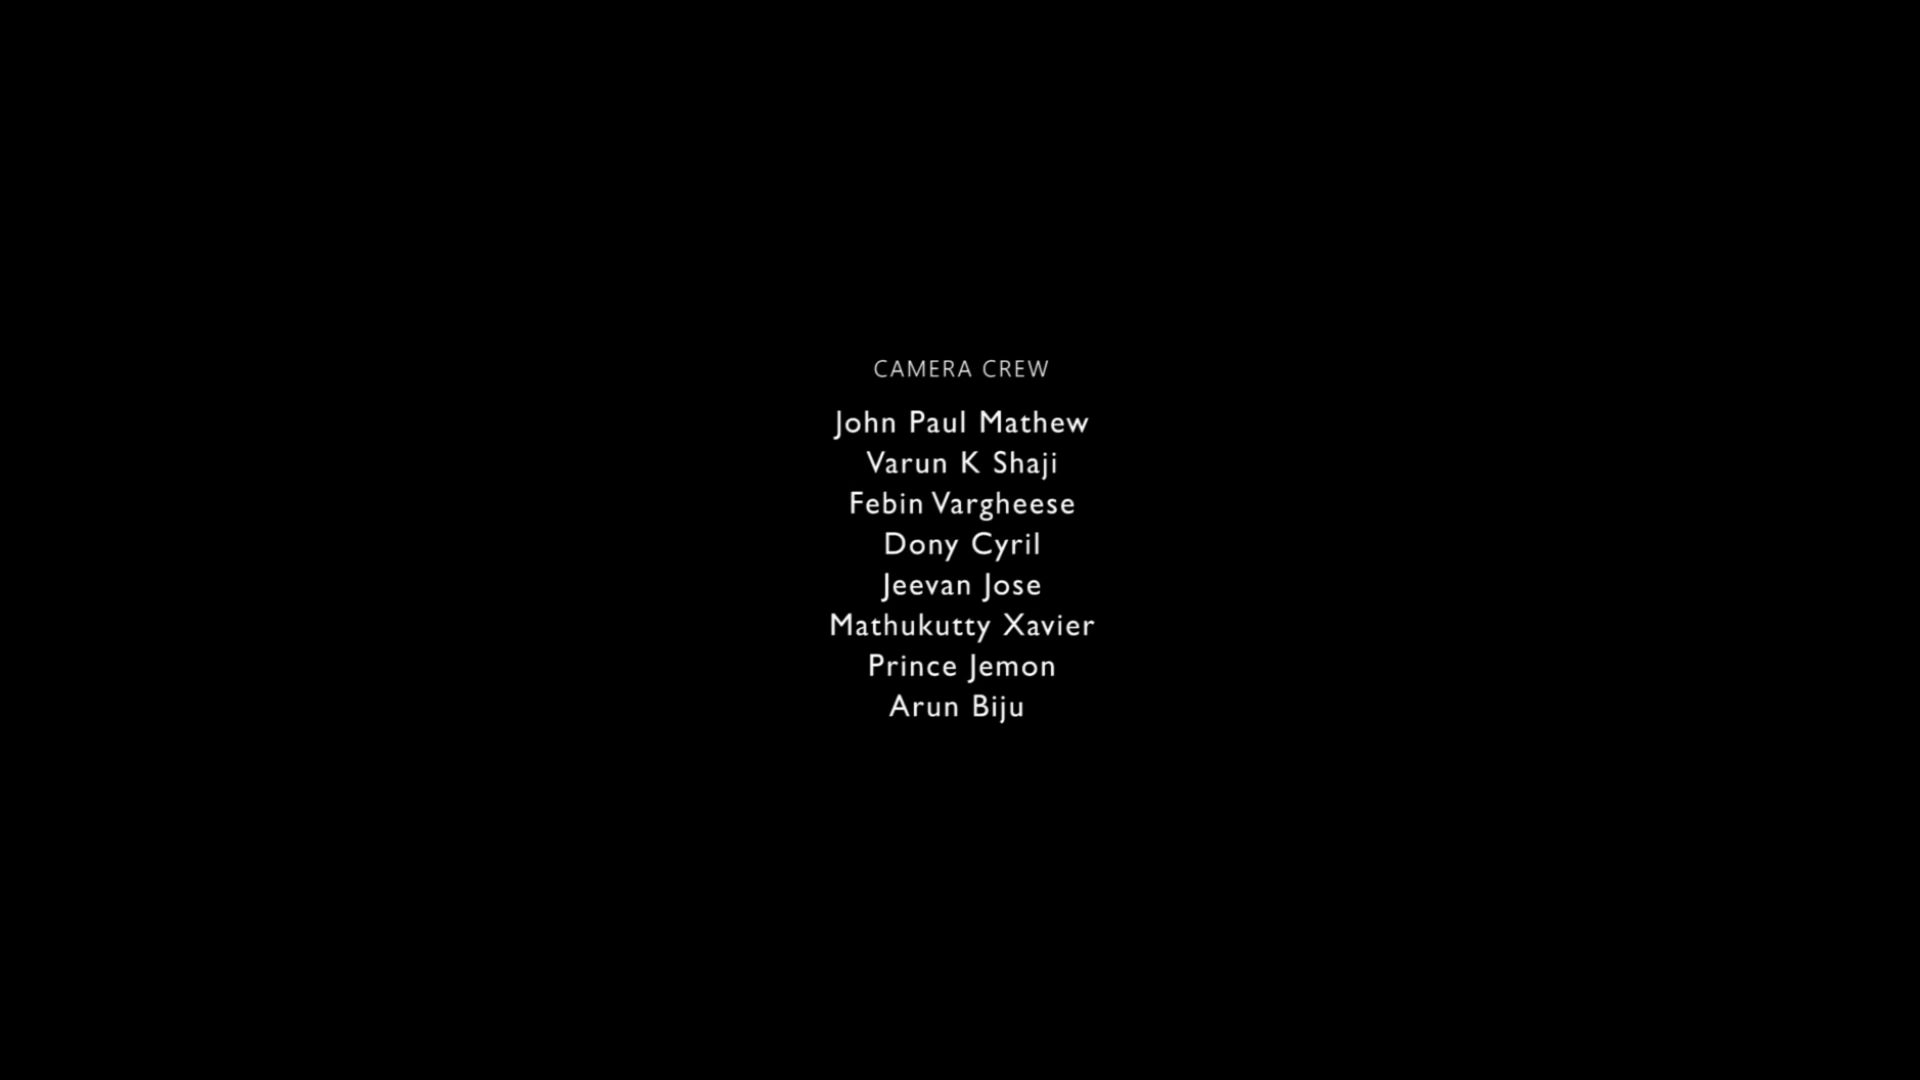 CAMERA CREW
John Paul Mathew
Varun K Shaji
Febin Vargheese
Dony Cyril
Jeevan Jose
Mathukutty Xavier
Prince Jemon
Arun Biju